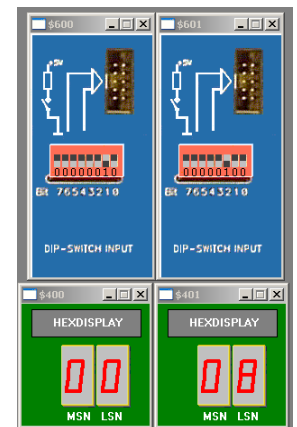 $600 $601
5V 5V
00000010 00000100
Bit 76543210 Bit 76543210
DIP-SWITCH INPUT DIP-SWITCH INPUT
$400 $401
HEXDISPLAY HEXDISPLAY
00 08
MSN LSN MSN LSN